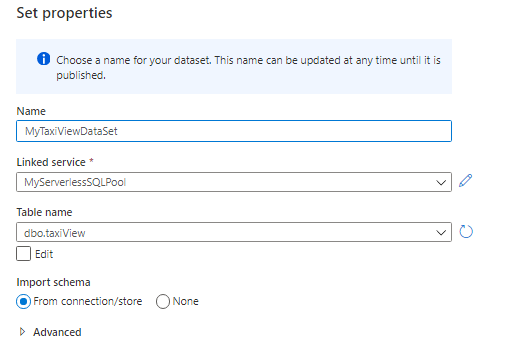 Set properties
Choose a name for your dataset. This name can be updated at any time until it is
published.
Name
MyTaxiViewDataSet
Linked service *
MyServerlessSQLPool
Table name
dbo.taxiView
Edit
Import schema
From connection/store None
Advanced